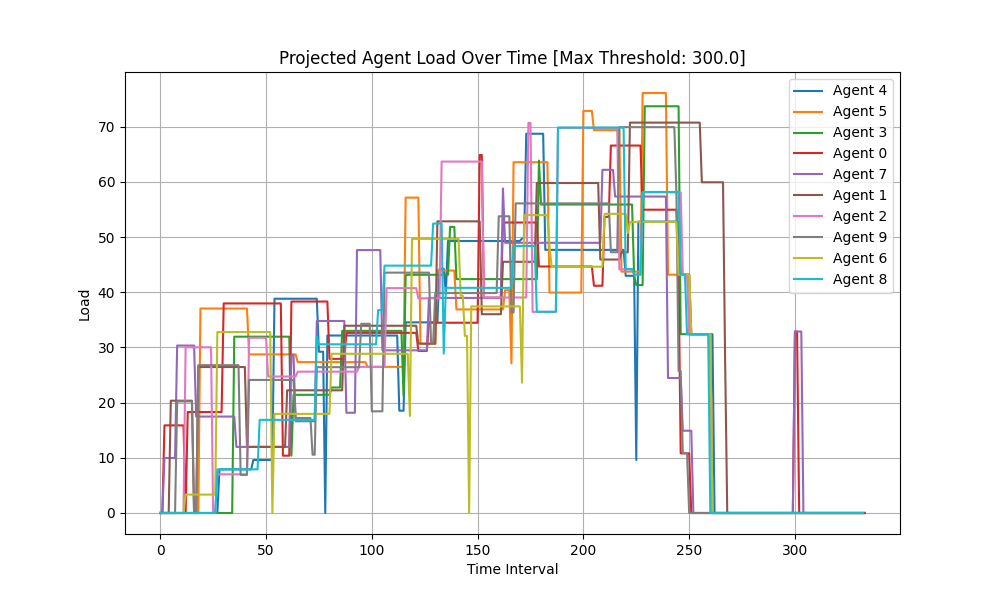 Projected Agent Load Over Time [Max Threshold: 300.0]
Load
70
60
50
40
30
20
10
0
0 50 100 150 200 250 300
Time Interval
Agent 4
Agent 5
Agent 3
Agent 0
Agent 7
Agent 1
Agent 2
Agent 9
Agent 6
Agent 8